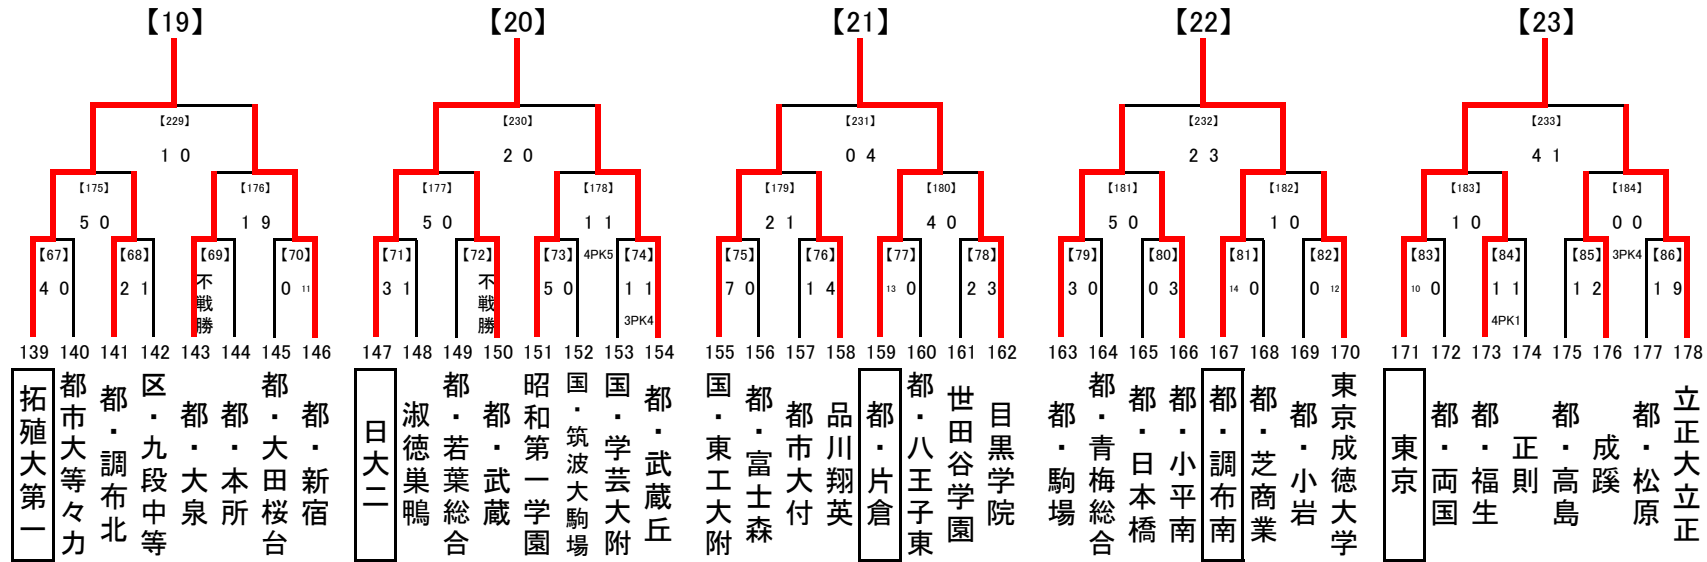 【19】 【20】 【21】 【22】 【23】
【229】 【230】 【231】 【232】 【233】
1 0 2 0 0 4 2 3 4 1
【175】 【176】 【177】 【178】 【179】 【180】 【181】 【182】 【183】 【184】
5 0 1 9 5 0 1 1 2 1 4 0 5 0 1 0 1 0 0 0
【67】 【68】 【69】 【70】 【71】 【72】 【73】 4PK5 【74】 【75】 【76】 【77】 【78】 【79】 【80】 【81】 【82】 【83】 【84】 【85】 3PK4 【86】
4 0 2 1 不戦勝 0 11 3 1 不戦勝 5 0 1 1 7 0 1 4 13 0 2 3 3 0 0 3 14 0 0 12 10 0 1 1 1 2 1 9
3PK4 4PK1
139 140 141 142 143 144 145 146 147 148 149 150 151 152 153 154 155 156 157 158 159 160 161 162 163 164 165 166 167 168 169 170 171 172 173 174 175 176 177 178
拓殖大第一
都市大等々力
都・調布北
区・九段中等
都・大泉
都・本所
都・大田桜台
都・新宿
日大二
淑徳巣鴨
都・若葉総合
都・武蔵
昭和第一学園
国・筑波大駒場
国・学芸大附
都・武蔵丘
国・東工大附
都・富士森
都市大付
品川翔英
都・片倉
都・八王子東
世田谷学園
目黒学院
都・駒場
都・青梅総合
都・日本橋
都・小平南
都・調布南
都・芝商業
都・小岩
東京成徳大学
東京
都・両国
都・福生
正則
都・高島
成蹊
都・松原
立正大立正